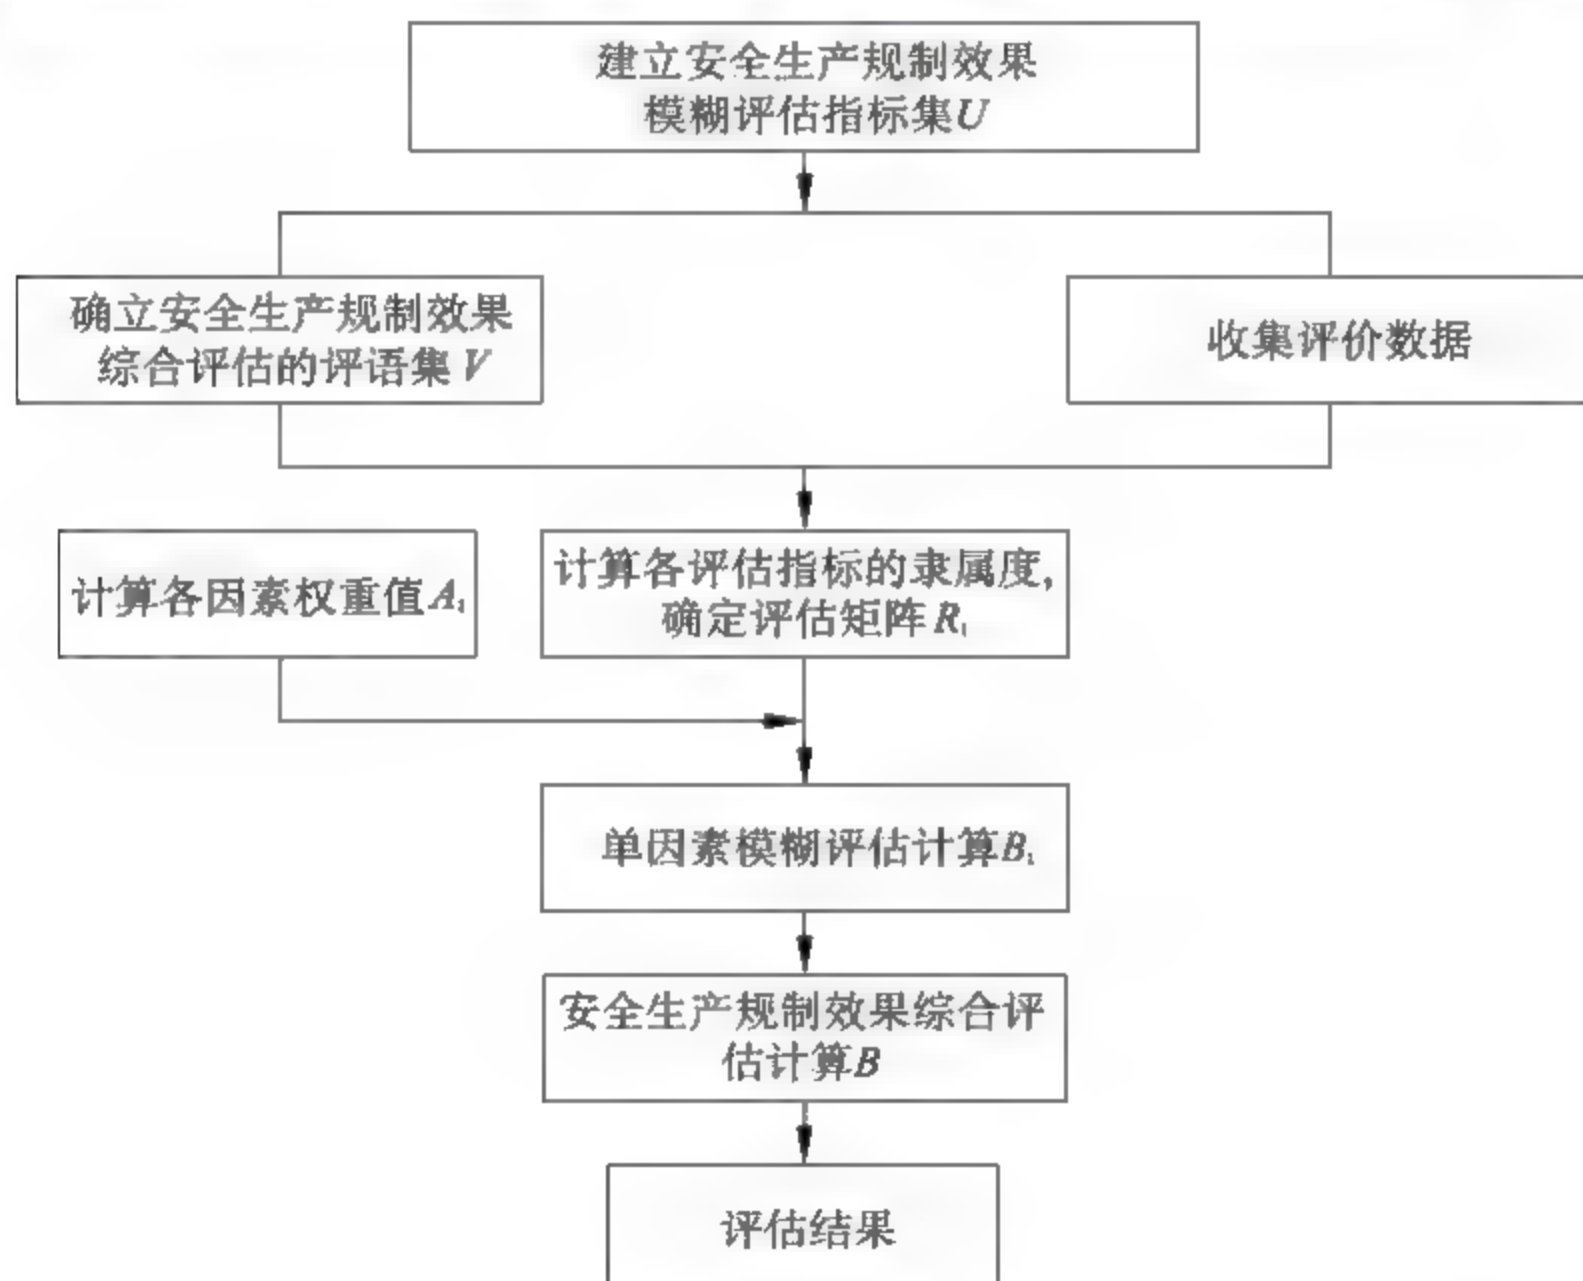 建立安全生产规制效果
模糊评估指标集U
确立安全生产规制效果
综合评估的评语集V
收集评价数据
计算各因素权重值Ai
计算各评估指标的隶属度,
确定评估矩阵Ri
单因素模糊评估计算Bi
安全生产规制效果综合评
估计算B
评估结果